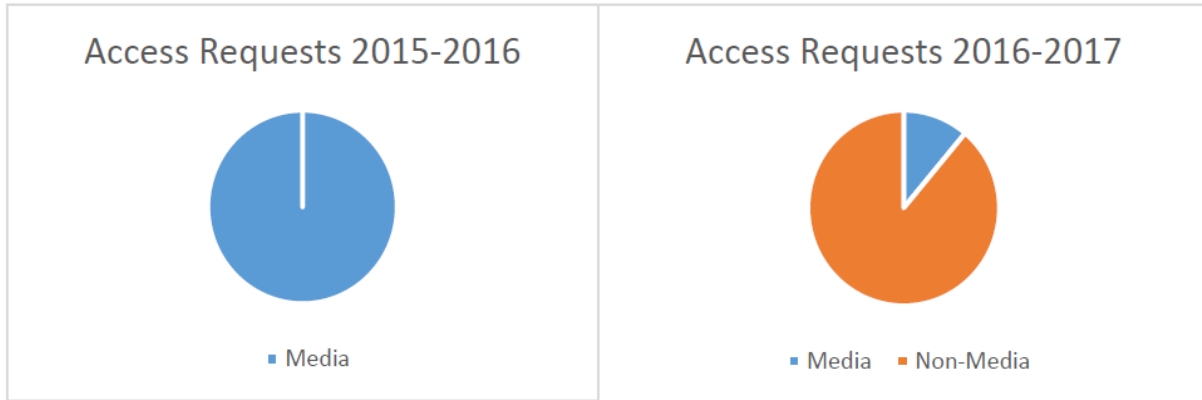 Access Requests 2015-2016
Media
Access Requests 2016-2017
Media Non-Media